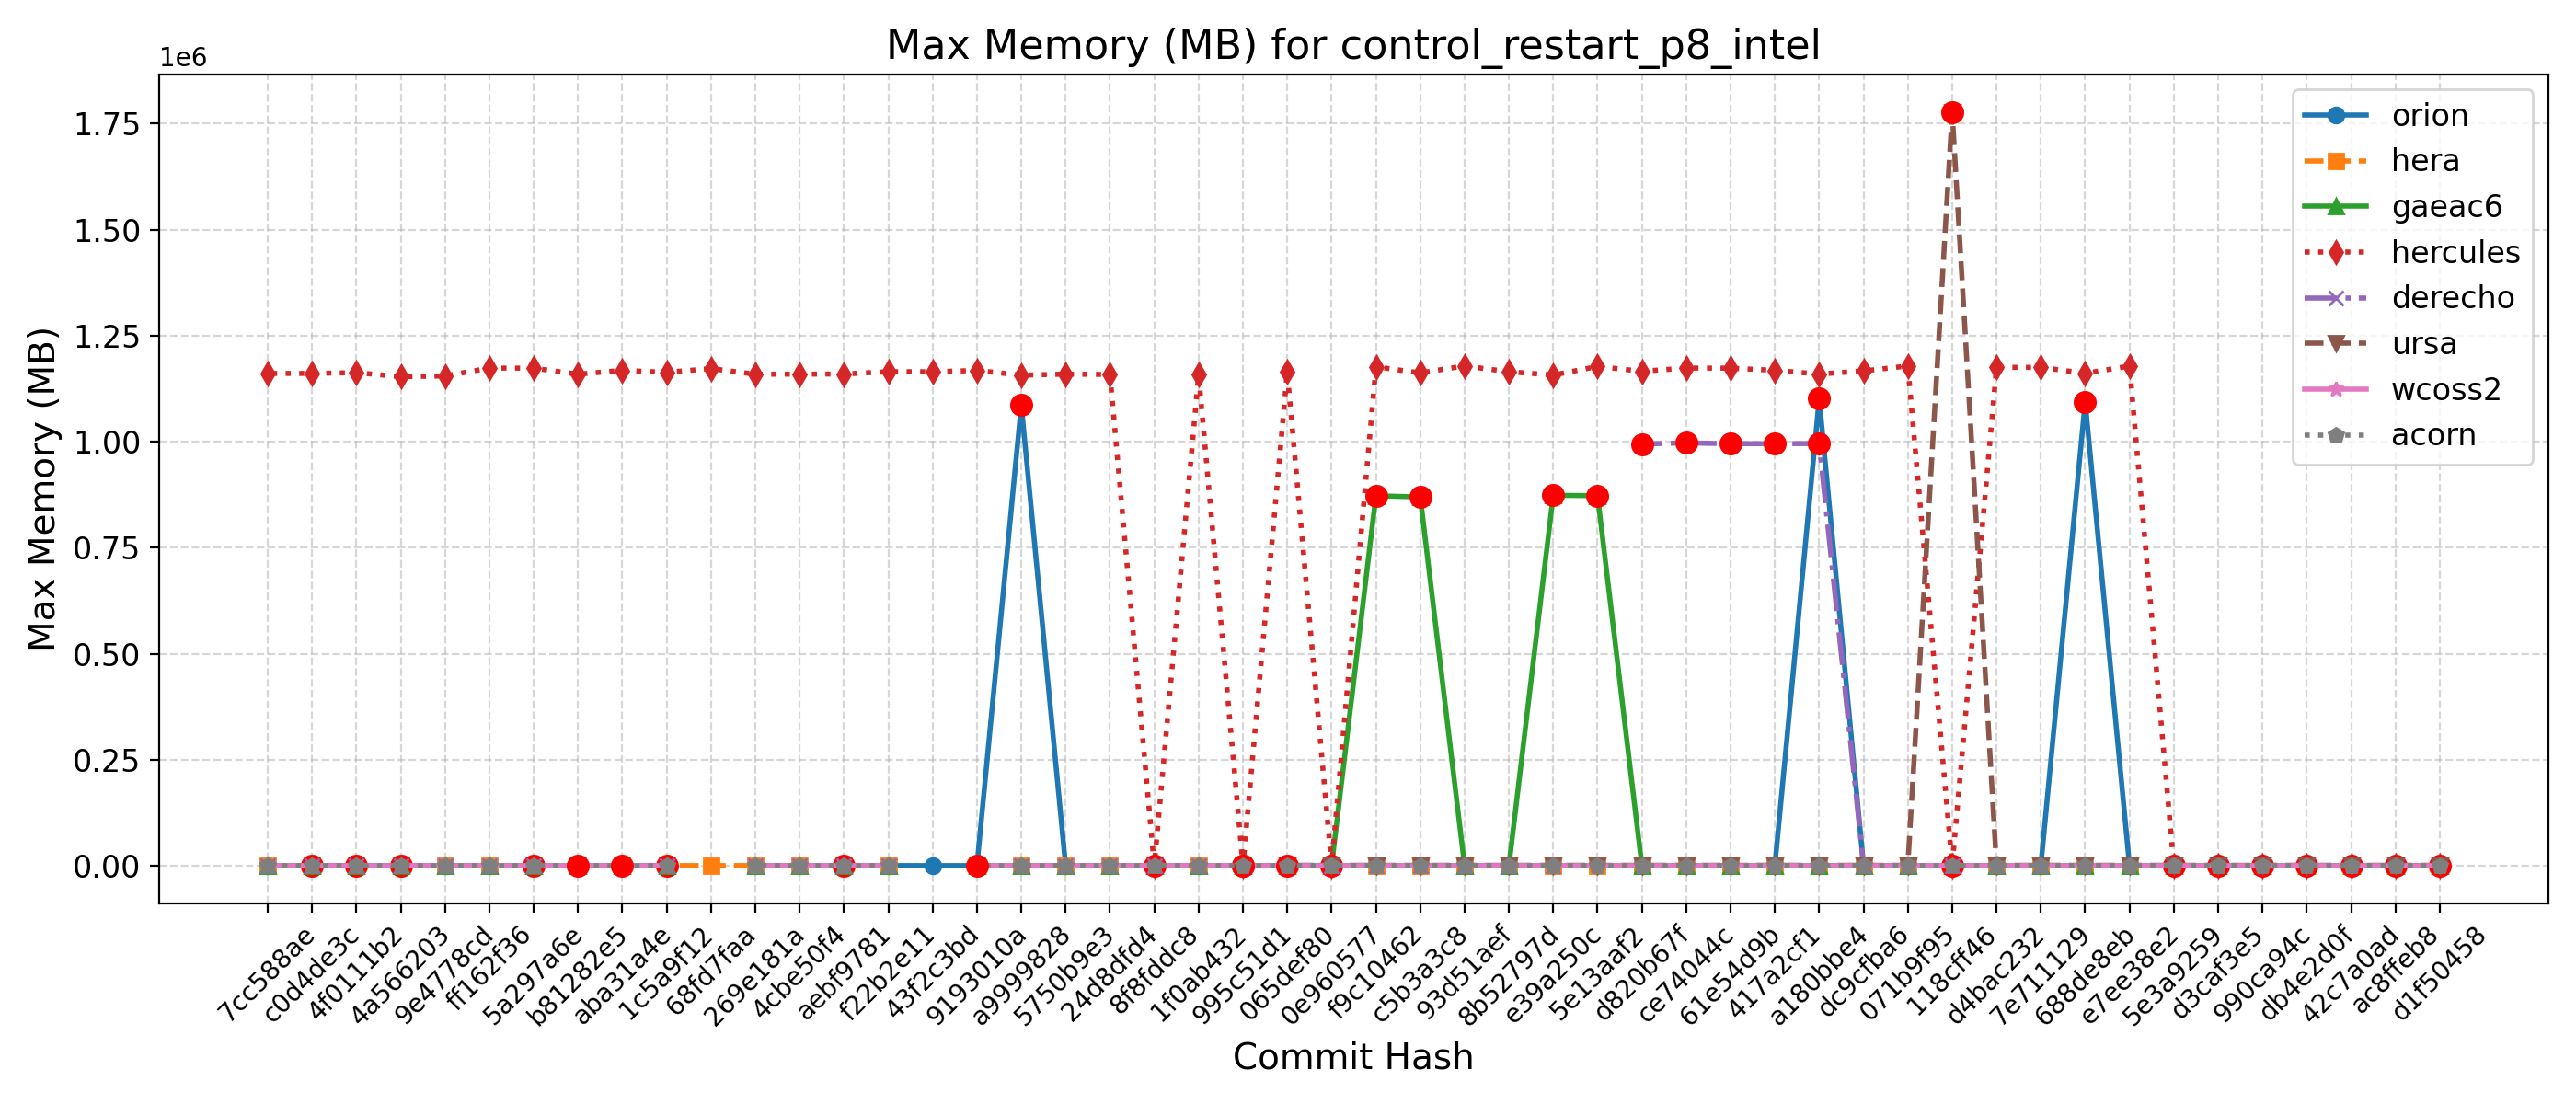 Max Memory (MB) for control_restart_p8_intel
1e6
1.75
1.50
1.25
1.00
0.75
0.50
0.25
0.00
Max Memory (MB)
orion
hera
gaeac6
hercules
derecho
ursa
wcoss2
acorn
7cc588ae
c0d4de3c
4f0111b2
4a566203
9e4778cd
ff162f36
5a297a6e
b81282e5
aba31a4e
1c5a9f12
68fd7faa
269e181a
4cbe50f4
aebf9781
f22b2e11
43f2c3bd
9193010a
a9999828
5750b9e3
24d8dfd4
8f8fddc8
1f0ab432
995c51d1
065def80
0e960577
f9c10462
c5b3a3c8
93d51aef
8b52797d
e39a250c
5e13aaf2
d820b67f
ce74044c
61e54d9b
417a2cf1
a180bbe4
dc9cfba6
071b9f95
118cff46
d4bac232
7e711129
688de8eb
e7ee38e2
5e3a9259
d3caf3e5
990ca94c
db4e2d0f
42c7a0ad
ac8ffeb8
d1f50458
Commit Hash